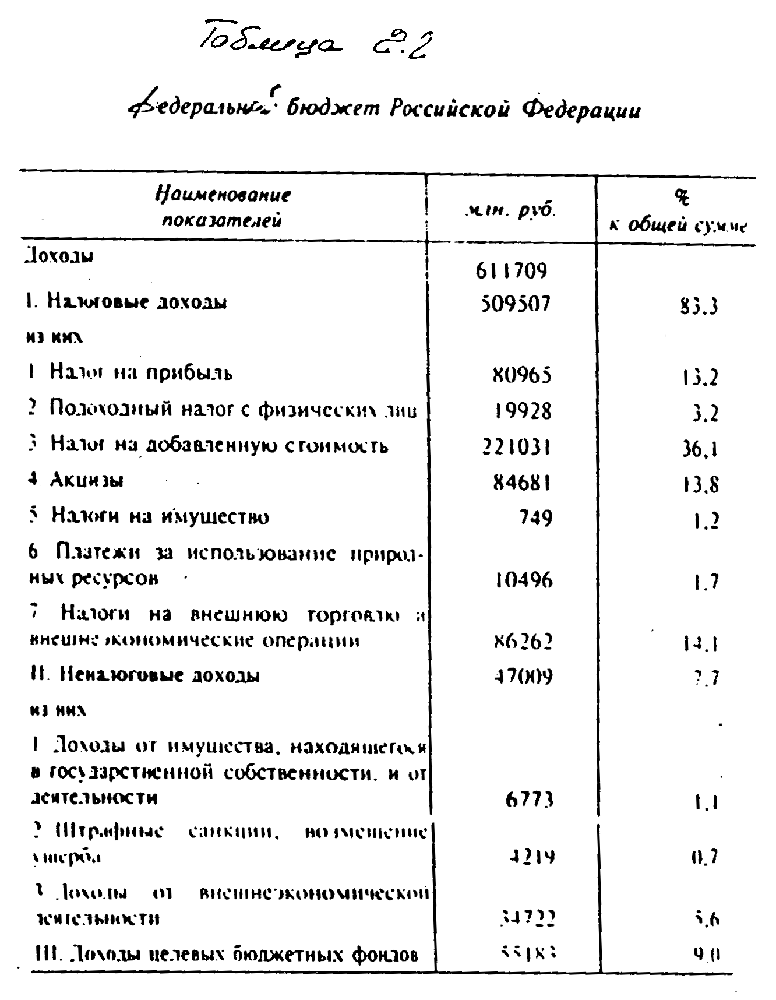 Таблица 2.2
Федеральный бюджет Российской Федерации
Наименование показателей млн. руб. % к общей сумме
Доходы 611709
I. Налоговые доходы 509507 83.3
из них
1 Налог на прибыль 80965 13.2
2 Подоходный налог с физических лиц 19928 3.2
3 Налог на добавленную стоимость 221031 36,1
4 Акцизы 84681 13.8
5 Налоги на имущество 749 1.2
6 Платежи за использование природ-
ных ресурсов 10496 1.7
7 Налоги на внешнюю торговлю и
внешнеэкономические операции 86262 14.1
II. Неналоговые доходы 47009 7.7
из них
1 Доходы от имущества, находящегося
в государственной собственности, и от
деятельности 6773 1.1
2 Штрафные санкции, возмещение
ущерба 4219 0.7
3 Доходы от внешнеэкономической
деятельности 34722 5.6
III. Доходы целевых бюджетных фондов 55183 9.0